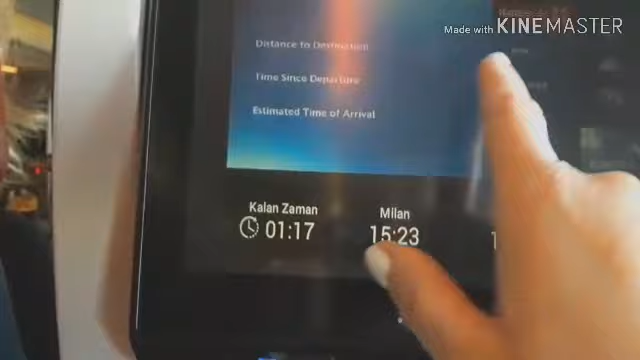 Made with KINEMASTER
Distance to Destination
Time Since Departure
Estimated Time of Arrival
Kalan Zaman
Milan
01:17
15:23